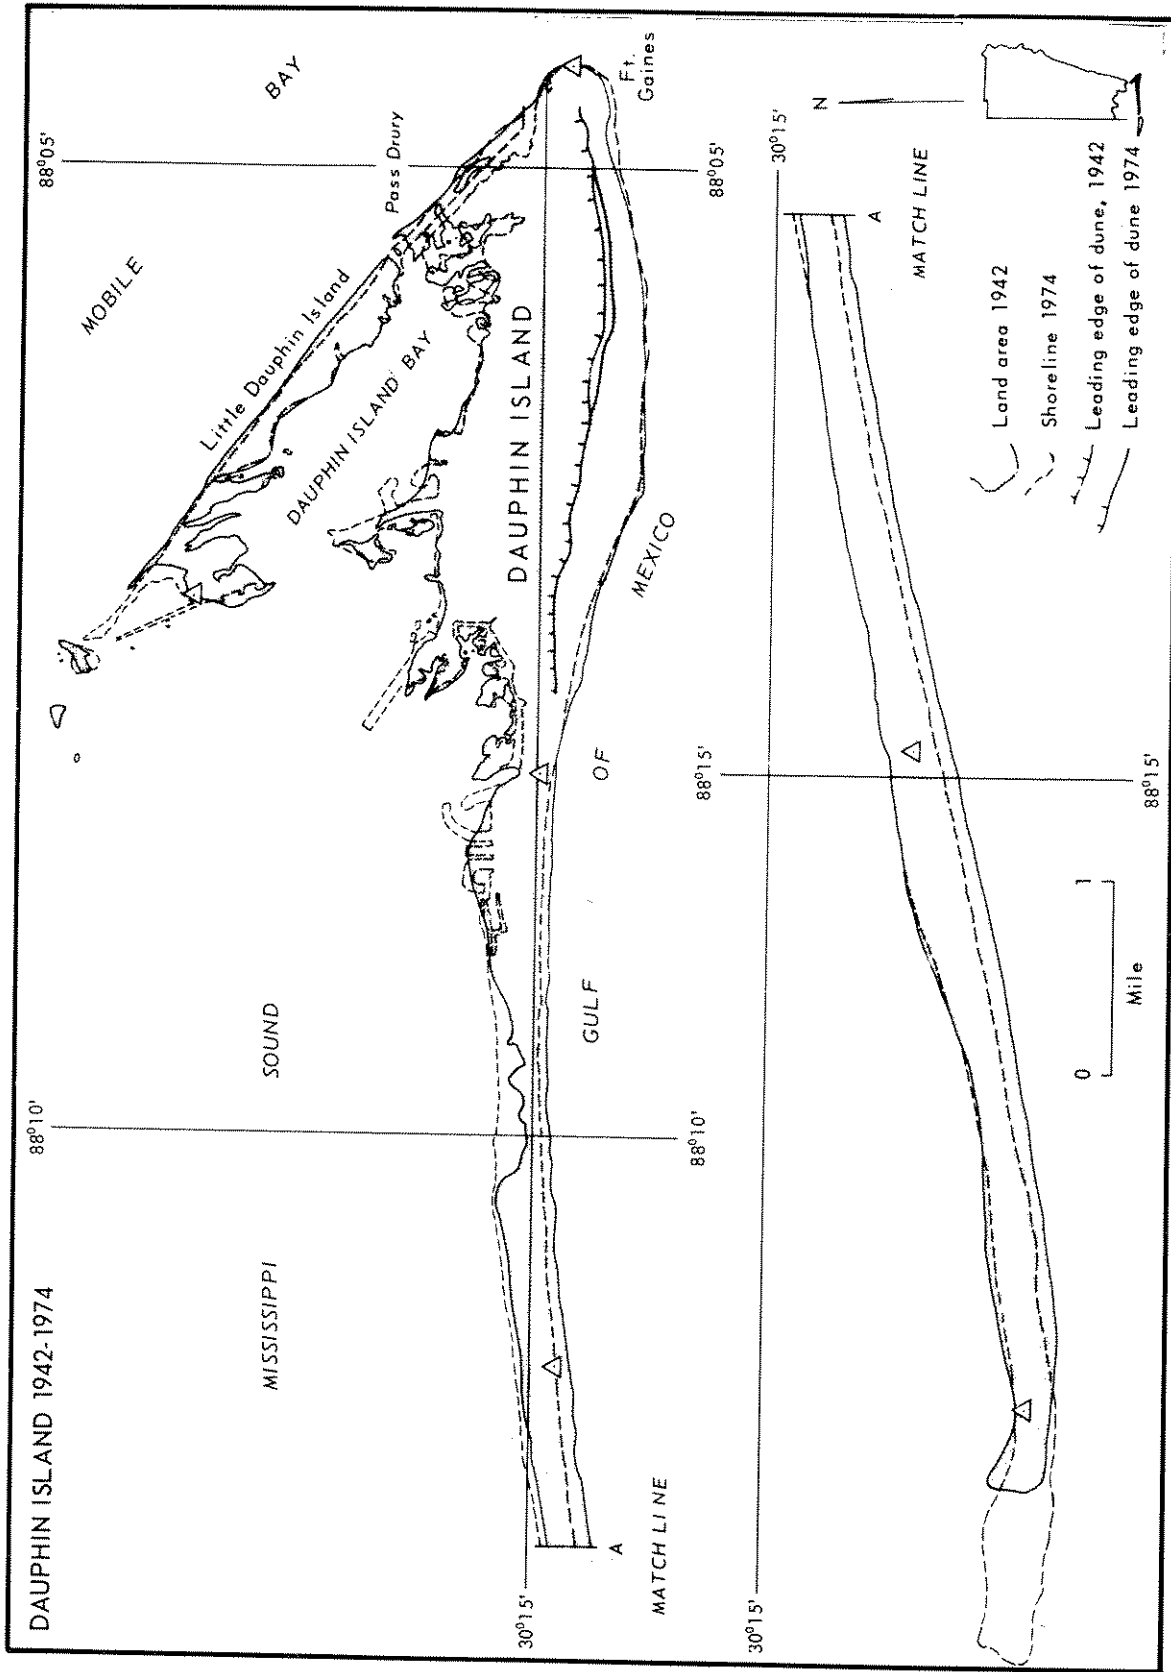 DAUPHIN ISLAND 1942-1974
88°10'
88°05'
MOBILE
BAY
Little Dauphin Island
Pass Drury
MISSISSIPPI
SOUND
DAUPHIN ISLAND BAY
DAUPHIN ISLAND
30°15'
Ft.
Gaines
A
MATCH LINE
GULF
OF
MEXICO
88°10'
88°05'
88°15'
30°15'
30°15'
N
A
MATCH LINE
Land area 1942
Shoreline 1974
Leading edge of dune, 1942
Leading edge of dune 1974
0
1
Mile
88°15'